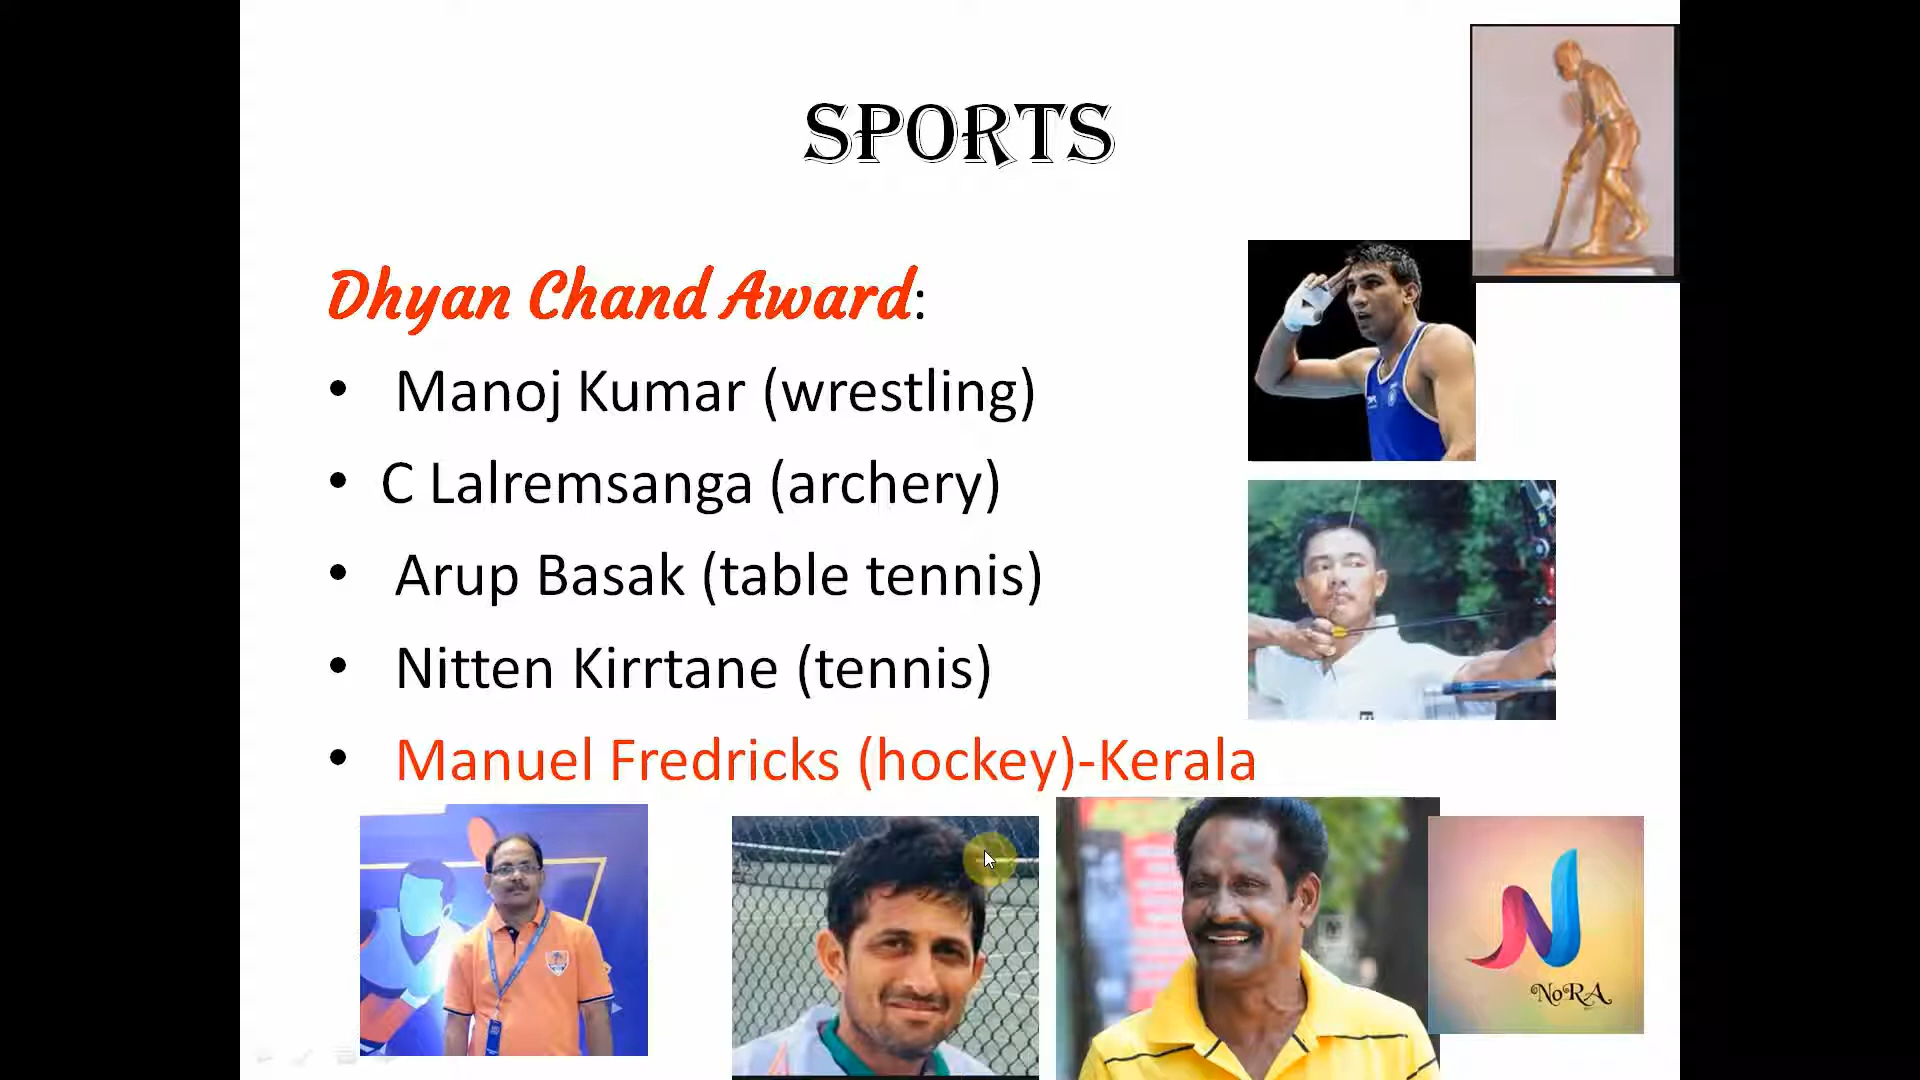 SPORTS
Dhyan Chand Award:
• Manoj Kumar (wrestling)
• C Lalremsanga (archery)
• Arup Basak (table tennis)
• Nitten Kirrtane (tennis)
• Manuel Fredricks (hockey)-Kerala
NoRA